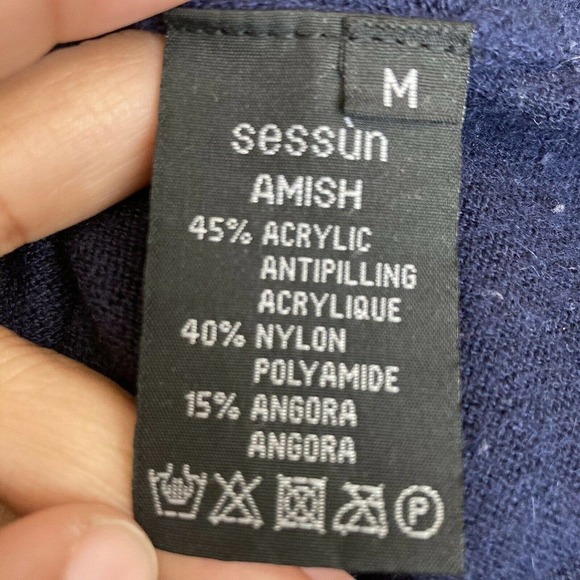 M
sessùn
AMISH
45% ACRYLIC
ANTIPILLING
ACRYLIQUE
40% NYLON
POLYAMIDE
15% ANGORA
ANGORA
P